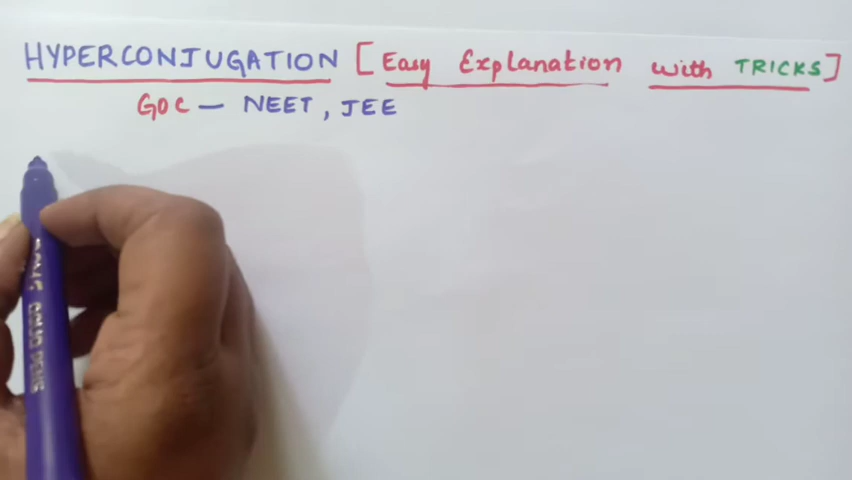 HYPERCONJUGATION [Easy Explanation with TRICKS]
GOC — NEET, JEE